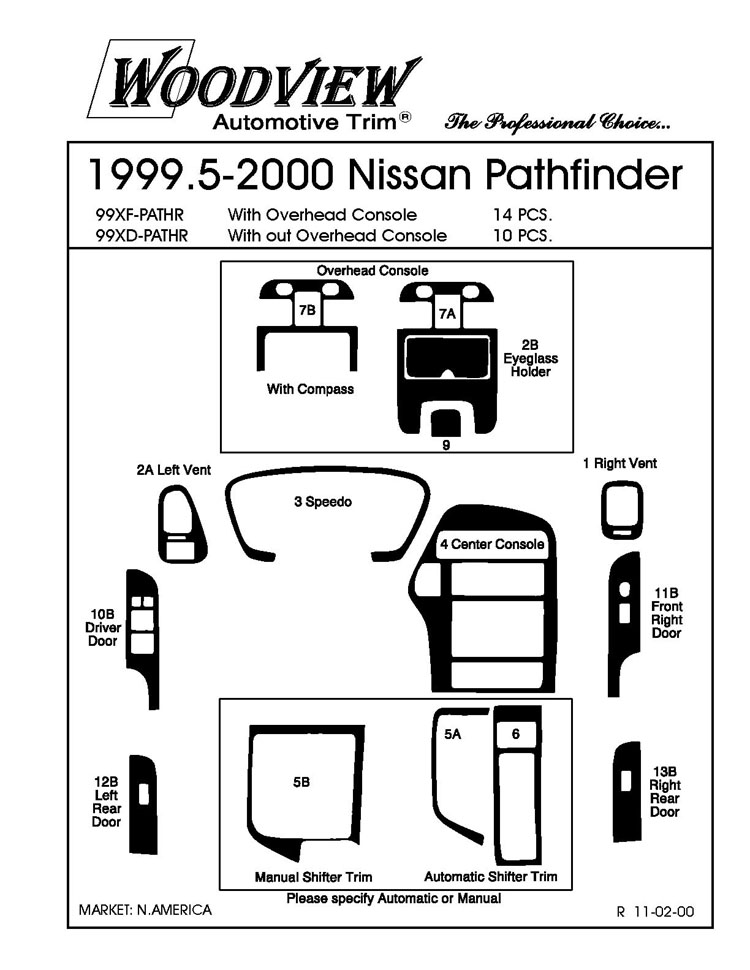 WOODVIEW
Automotive Trim®
The Professional Choice...
1999.5-2000 Nissan Pathfinder
99XF-PATHR With Overhead Console 14 PCS.
99XD-PATHR With out Overhead Console 10 PCS.
Overhead Console
7B
7A
2B
Eyeglass
Holder
With Compass
9
2A Left Vent
1 Right Vent
3 Speedo
4 Center Console
10B
Driver
Door
11B
Front
Right
Door
5A
6
5B
12B
Left
Rear
Door
13B
Right
Rear
Door
Manual Shifter Trim
Automatic Shifter Trim
Please specify Automatic or Manual
MARKET: N.AMERICA
R 11-02-00